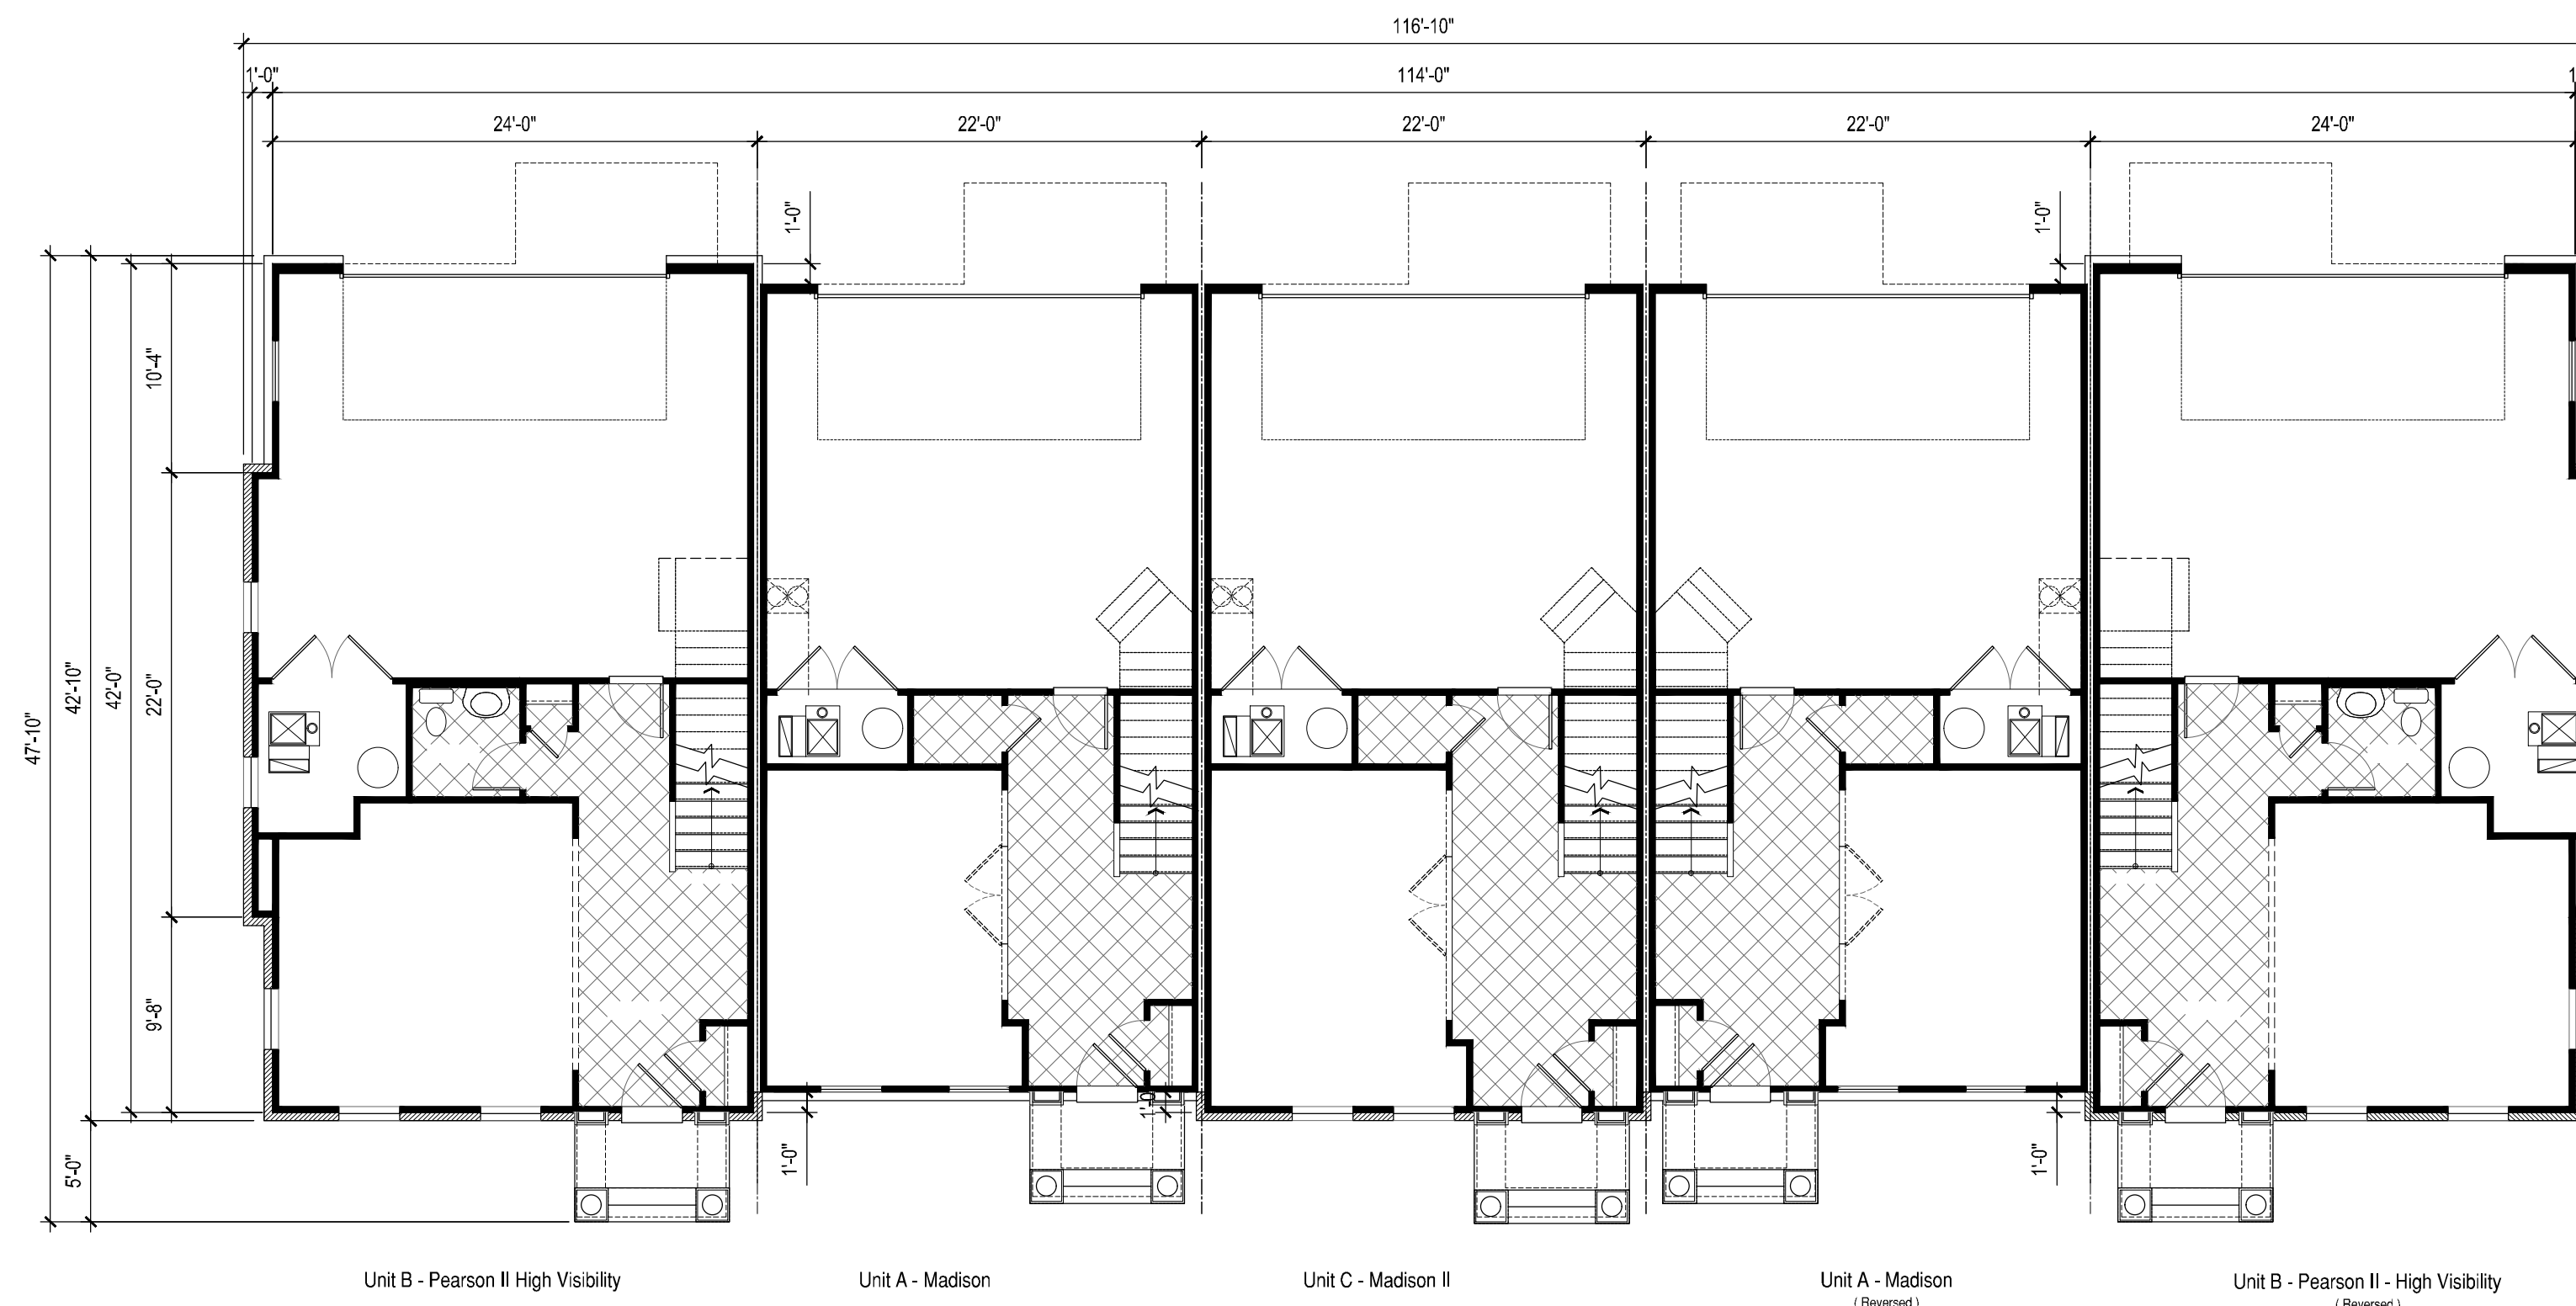 116'-10"
1'-0"
114'-0"
24'-0"
22'-0"
22'-0"
22'-0"
24'-0"
1'-0"
1'-0"
10'-4"
47'-10"
42'-10"
42'-0"
22'-0"
9'-8"
5'-0"
1'-0"
1'-0"
1'-0"
Unit B - Pearson II High Visibility
Unit A - Madison
Unit C - Madison II
Unit A - Madison
( Reversed )
Unit B - Pearson II - High Visibility
( Reversed )